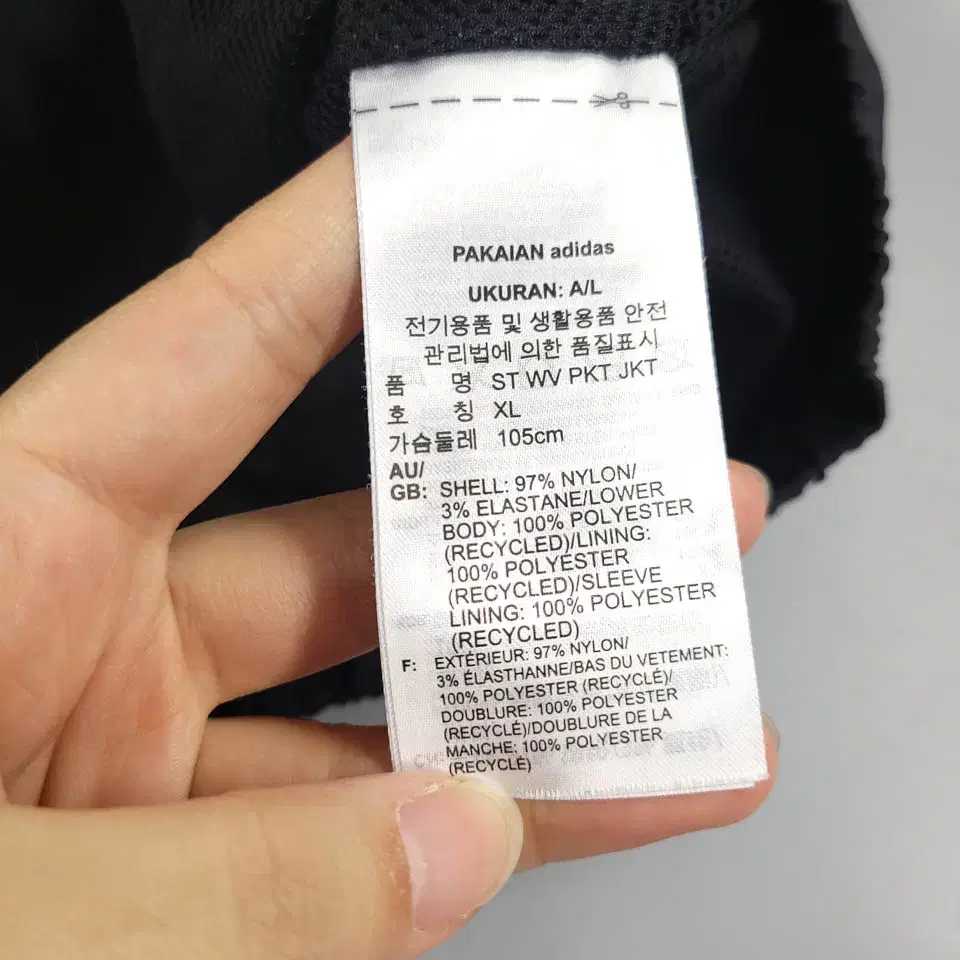 PAKAIAN adidas
UKURAN: A/L
전기용품 및 생활용품 안전
관리법에 의한 품질표시
품 명 ST WV PKT JKT
호 칭 XL
가슴둘레 105cm
AU/
GB: SHELL: 97% NYLON/
3% ELASTANE/LOWER
BODY: 100% POLYESTER
(RECYCLED)/LINING:
100% POLYESTER
(RECYCLED)/SLEEVE
LINING: 100% POLYESTER
(RECYCLED)
F: EXTÉRIEUR: 97% NYLON/
3% ÉLASTHANNE/BAS DU VETEMENT:
100% POLYESTER (RECYCLÉ)/
DOUBLURE: 100% POLYESTER
(RECYCLÉ)/DOUBLURE DE LA
MANCHE: 100% POLYESTER
(RECYCLÉ)